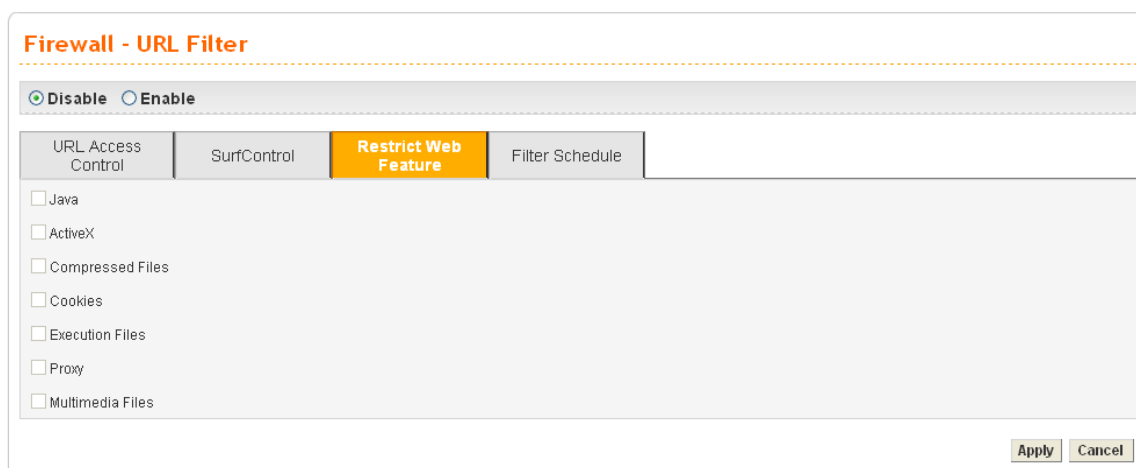 Firewall - URL Filter
Disable Enable
URL Access
Control
SurfControl
Restrict Web
Feature
Filter Schedule
Java
ActiveX
Compressed Files
Cookies
Execution Files
Proxy
Multimedia Files
Apply Cancel